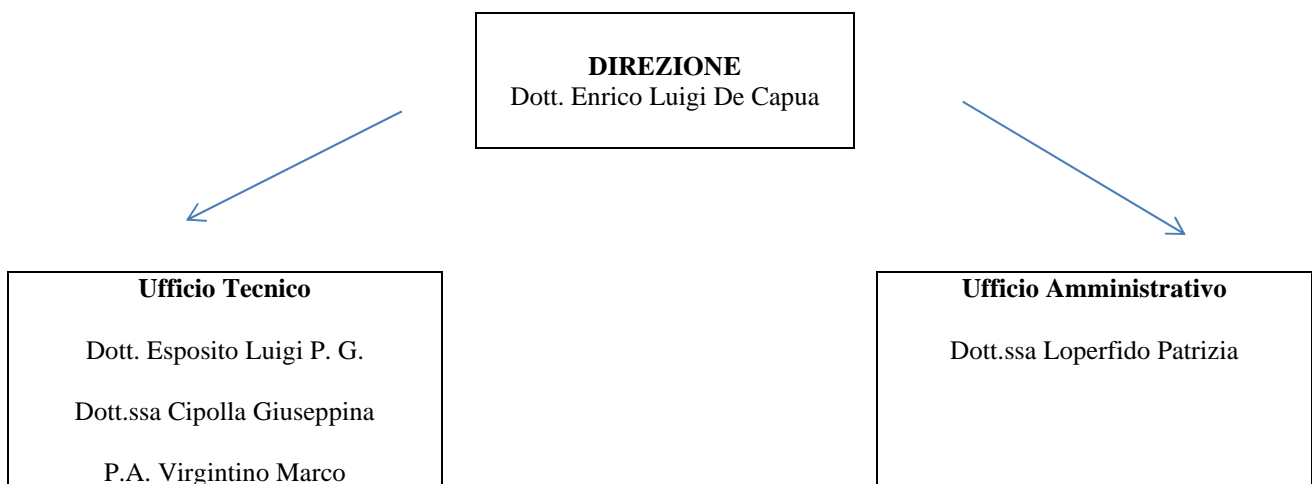 DIREZIONE
Dott. Enrico Luigi De Capua
Ufficio Tecnico
Dott. Esposito Luigi P. G.
Dott.ssa Cipolla Giuseppina
P.A. Virgintino Marco
Ufficio Amministrativo
Dott.ssa Loperfido Patrizia